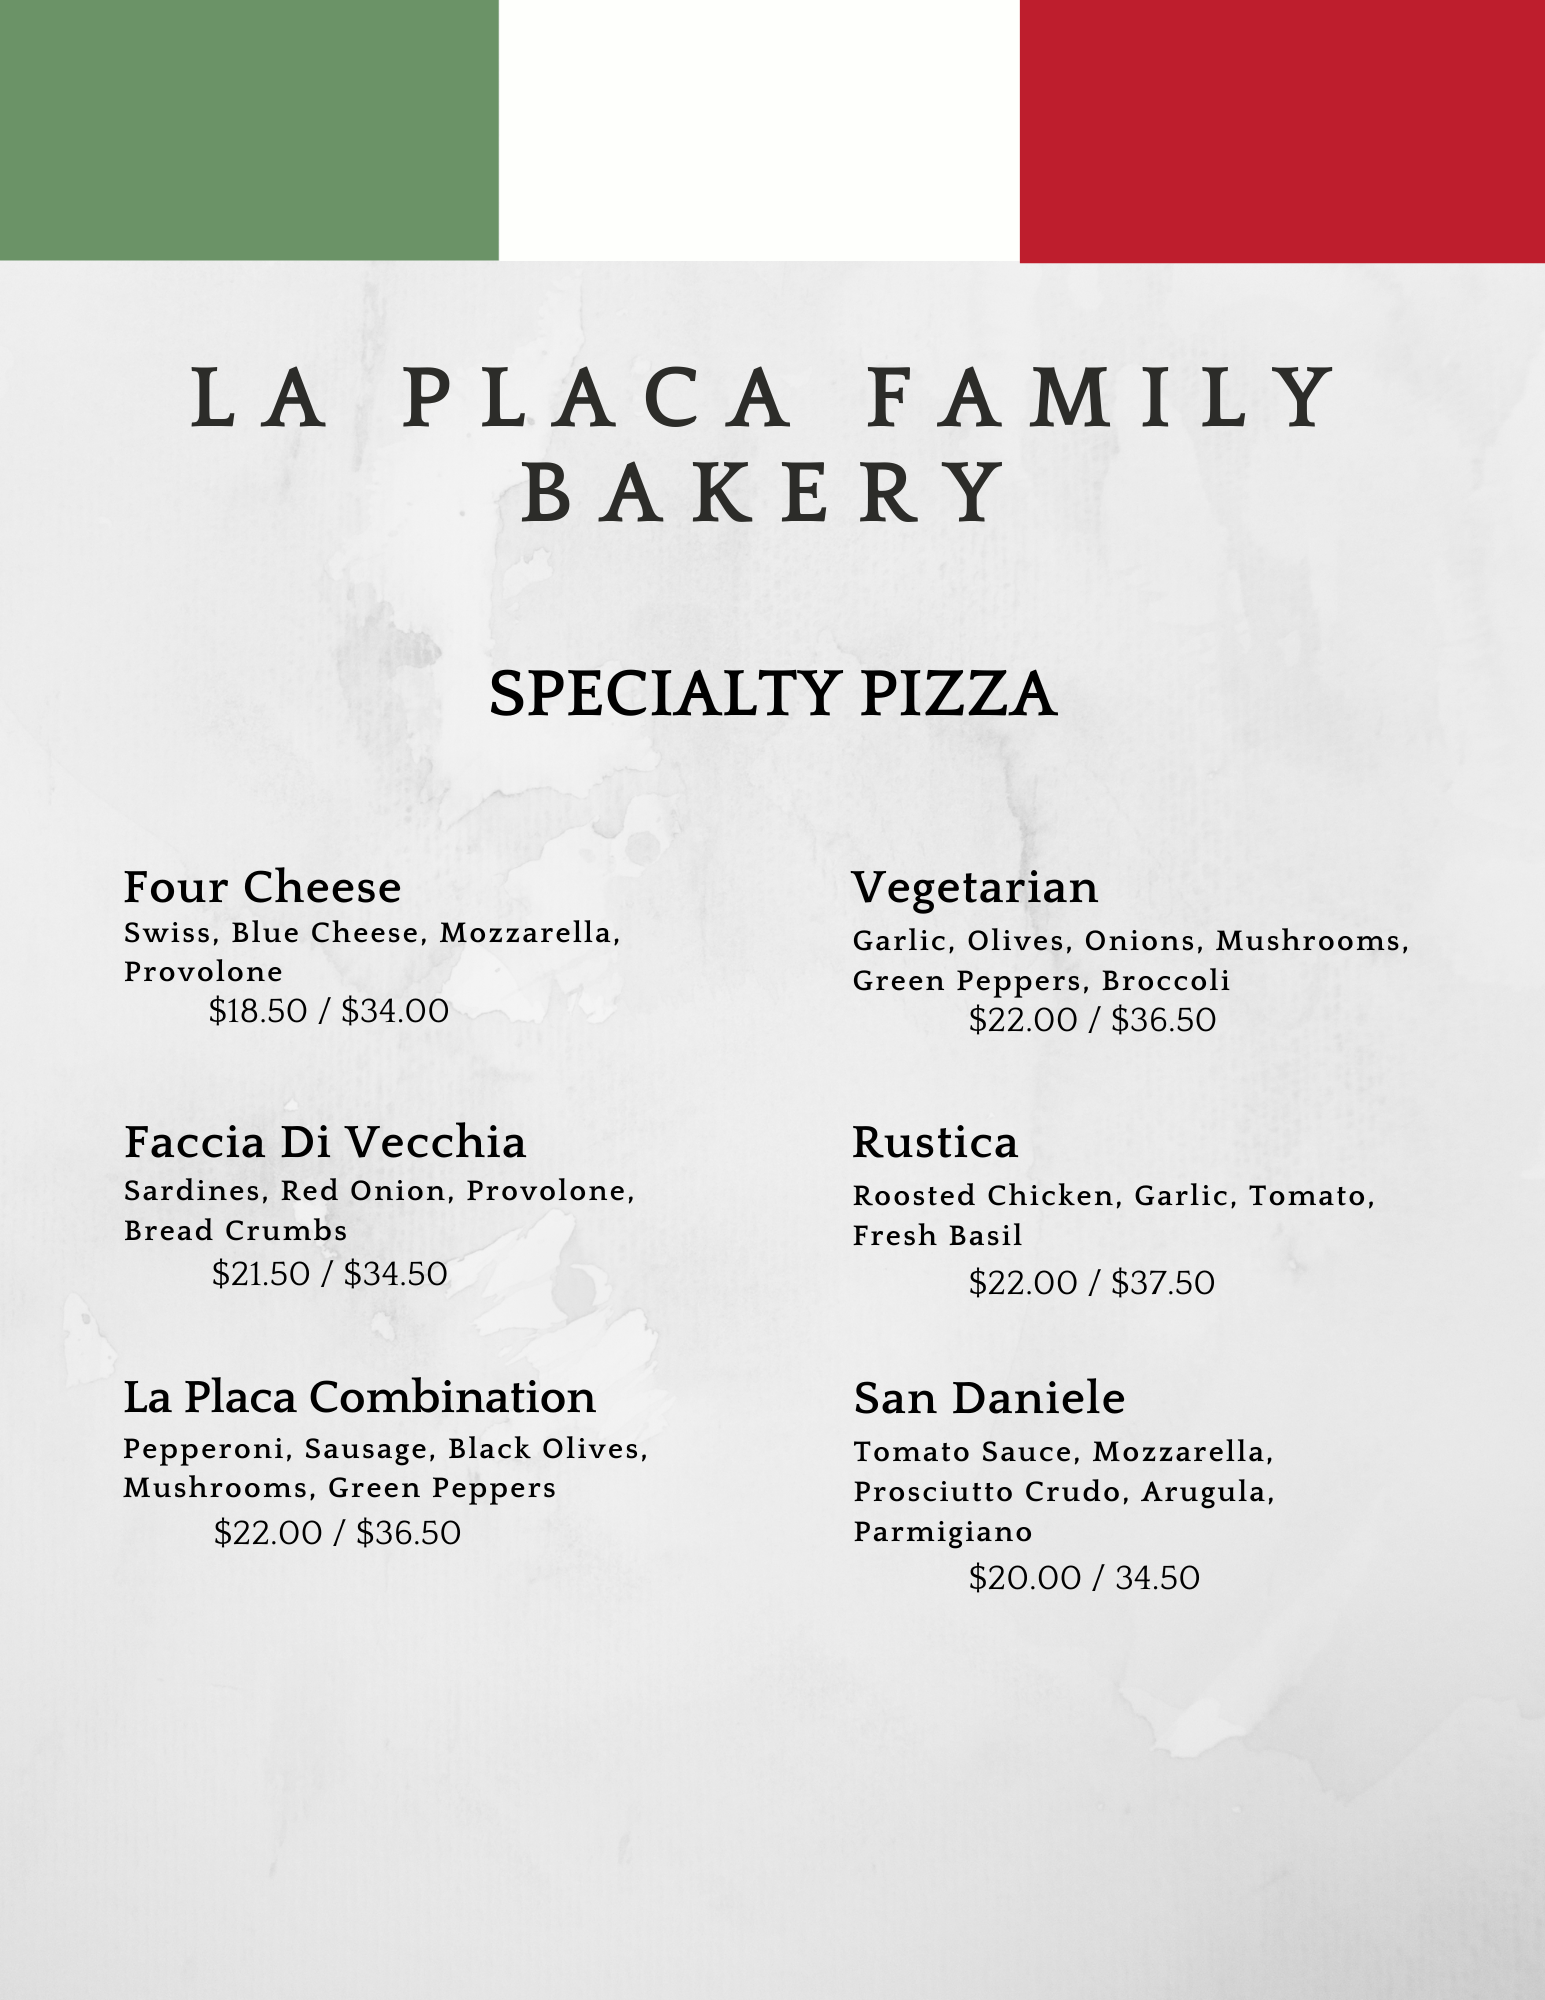 LA PLACA FAMILY
BAKERY
SPECIALTY PIZZA
Four Cheese
Swiss, Blue Cheese, Mozzarella,
Provolone
$18.50 / $34.00
Faccia Di Vecchia
Sardines, Red Onion, Provolone,
Bread Crumbs
$21.50 / $34.50
La Placa Combination
Pepperoni, Sausage, Black Olives,
Mushrooms, Green Peppers
$22.00 / $36.50
Vegetarian
Garlic, Olives, Onions, Mushrooms,
Green Peppers, Broccoli
$22.00 / $36.50
Rustica
Roosted Chicken, Garlic, Tomato,
Fresh Basil
$22.00 / $37.50
San Daniele
Tomato Sauce, Mozzarella,
Prosciutto Crudo, Arugula,
Parmigiano
$20.00 / 34.50